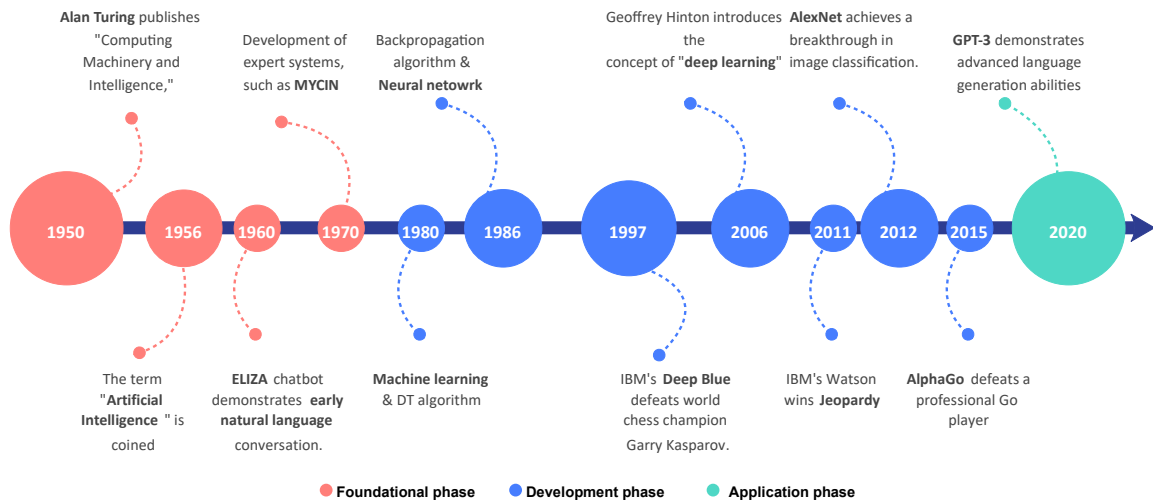 Alan Turing publishes
"Computing
Machinery and
Intelligence,"
Development of
expert systems,
such as MYCIN
Backpropagation
algorithm &
Neural netowrk
Geoffrey Hinton introduces
the
concept of "deep learning"
AlexNet achieves a
breakthrough in
image classification.
GPT-3 demonstrates
advanced language
generation abilities
1950
1956
1960
1970
1980
1986
1997
2006
2011
2012
2015
2020
The term
"Artificial
Intelligence " is
coined
ELIZA chatbot
demonstrates early
natural language
conversation.
Machine learning
& DT algorithm
IBM's Deep Blue
defeats world
chess champion
Garry Kasparov.
IBM's Watson
wins Jeopardy
AlphaGo defeats a
professional Go
player
Foundational phase
Development phase
Application phase